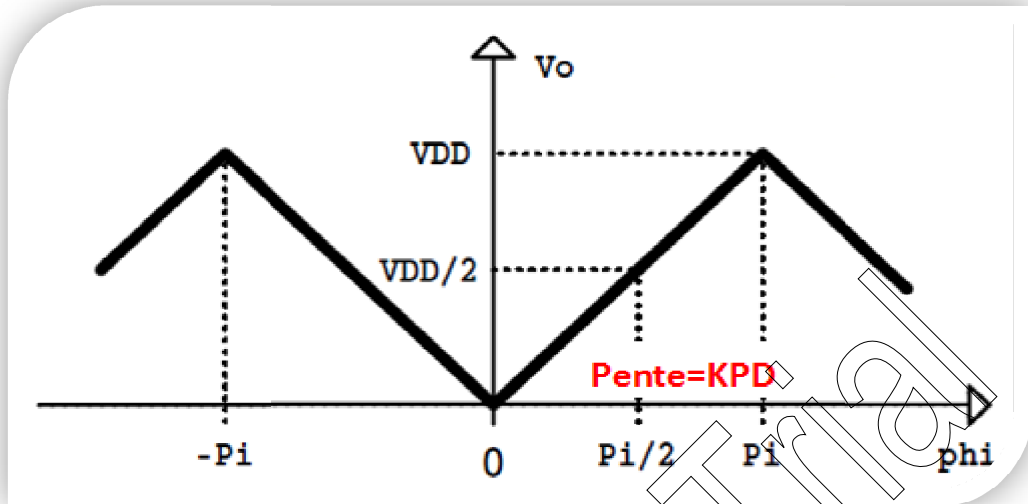 Vo
VDD
VDD/2
Pente=KPD
-Pi 0 Pi/2 Pi phi
Trial